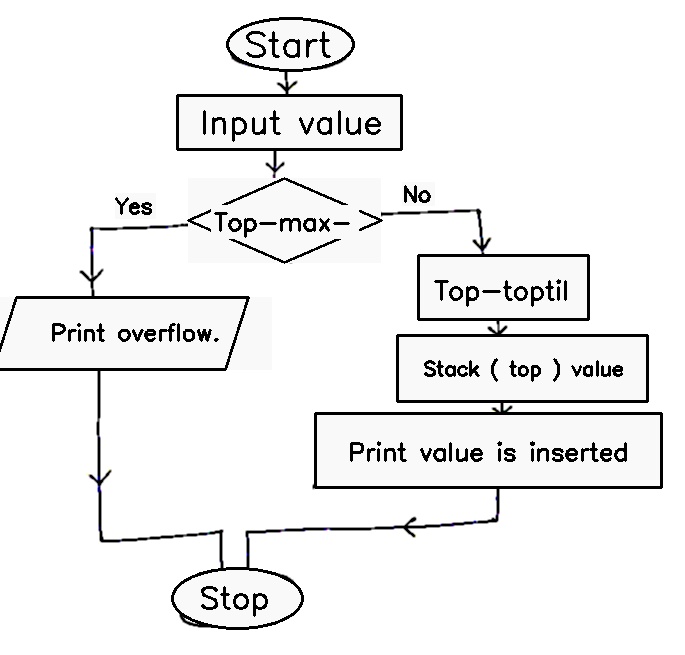 Start
Input value
Yes
No
Top-max-
Top-toptil
Print overflow.
Stack ( top ) value
Print value is inserted
Stop